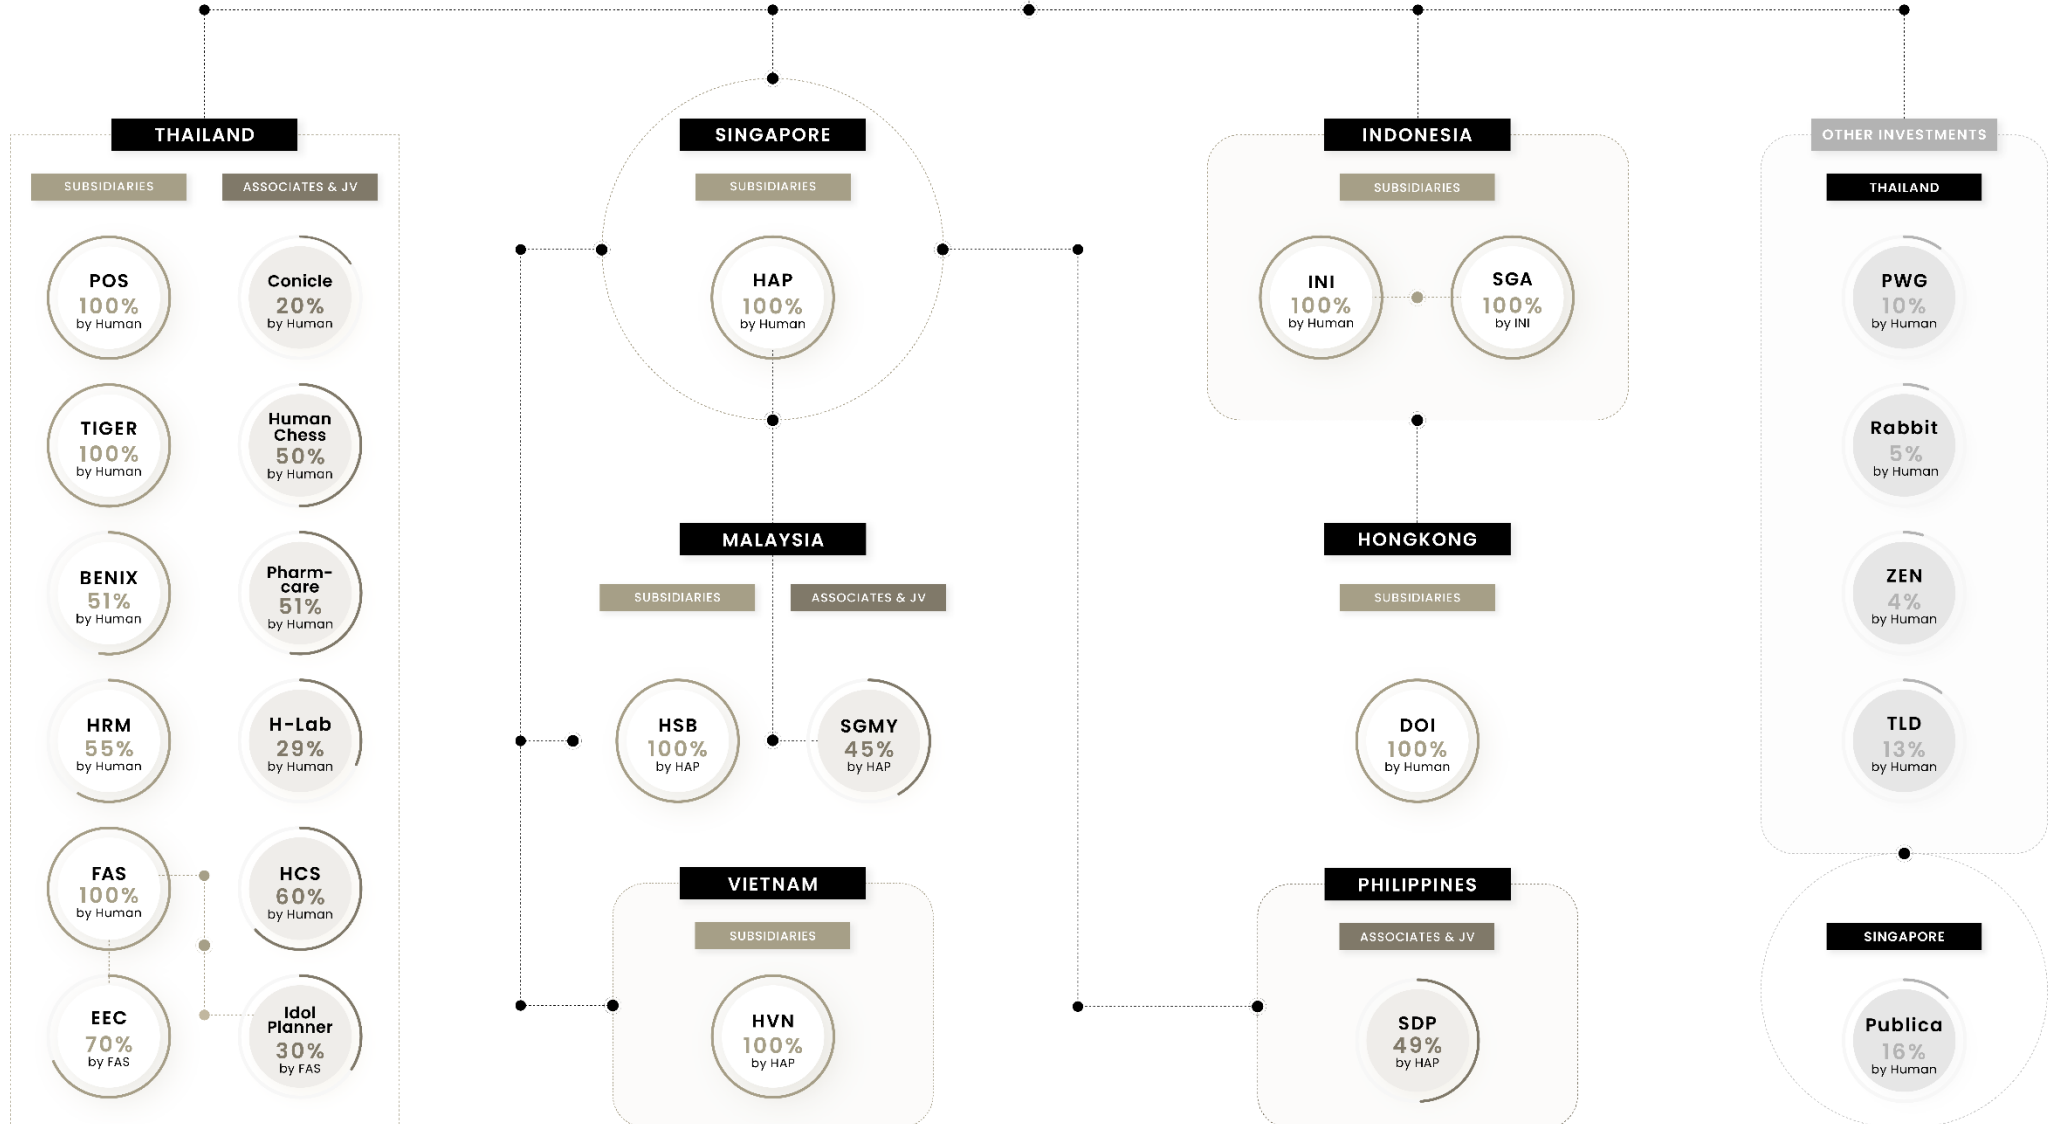 THAILAND
SUBSIDIARIES
ASSOCIATES & JV
POS
100%
by Human
Conicle
20%
by Human
TIGER
100%
by Human
Human
Chess
50%
by Human
BENIX
51%
by Human
Pharm-
care
51%
by Human
HRM
55%
by Human
H-Lab
29%
by Human
FAS
100%
by Human
HCS
60%
by Human
EEC
70%
by FAS
Idol
Planner
30%
by FAS
SINGAPORE
SUBSIDIARIES
HAP
100%
by Human
MALAYSIA
SUBSIDIARIES
ASSOCIATES & JV
HSB
100%
by HAP
SGMY
45%
by HAP
VIETNAM
SUBSIDIARIES
HVN
100%
by HAP
INDONESIA
SUBSIDIARIES
INI
100%
by Human
SGA
100%
by INI
HONGKONG
SUBSIDIARIES
DOI
100%
by Human
PHILIPPINES
ASSOCIATES & JV
SDP
49%
by HAP
OTHER INVESTMENTS
THAILAND
PWG
10%
by Human
Rabbit
5%
by Human
ZEN
4%
by Human
TLD
13%
by Human
SINGAPORE
Publica
16%
by Human